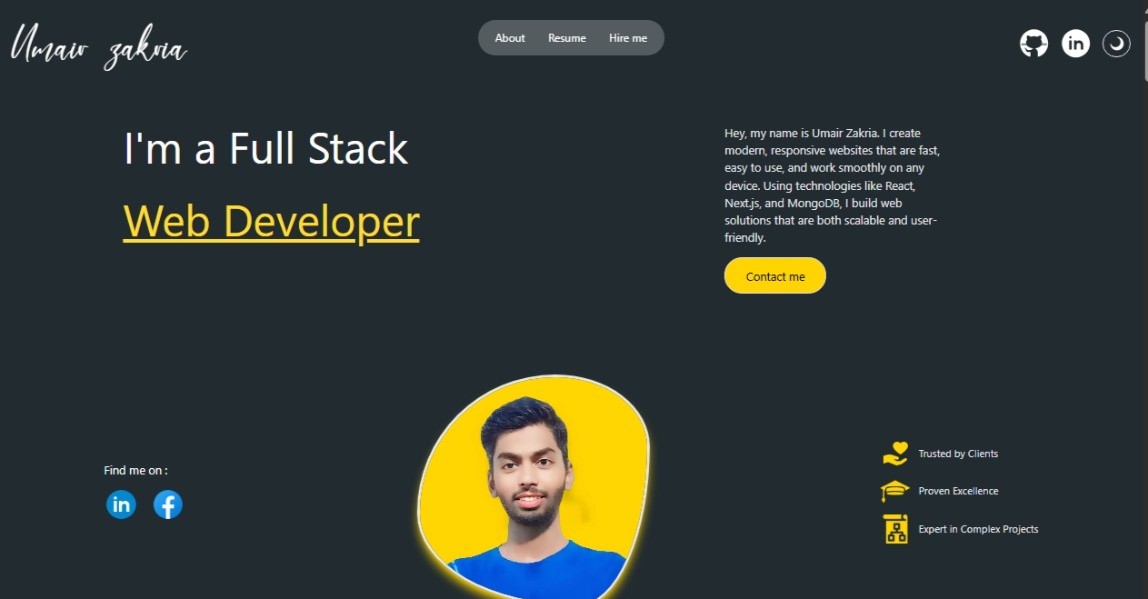 Umair zakria
About Resume Hire me
in
I'm a Full Stack
Web Developer
Hey, my name is Umair Zakria. I create
modern, responsive websites that are fast,
easy to use, and work smoothly on any
device. Using technologies like React,
Next.js, and MongoDB, I build web
solutions that are both scalable and user-
friendly.
Contact me
Find me on :
in f
Trusted by Clients
Proven Excellence
Expert in Complex Projects